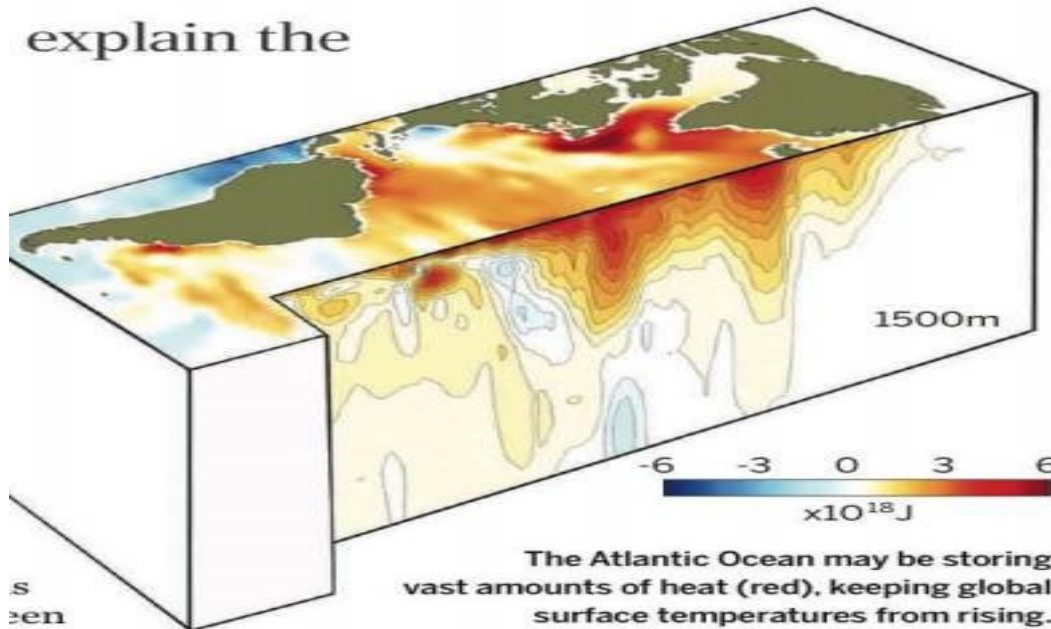 explain the
1500m
-6 -3 0 3 6
x10¹⁸J
The Atlantic Ocean may be storing
vast amounts of heat (red), keeping global
surface temperatures from rising.